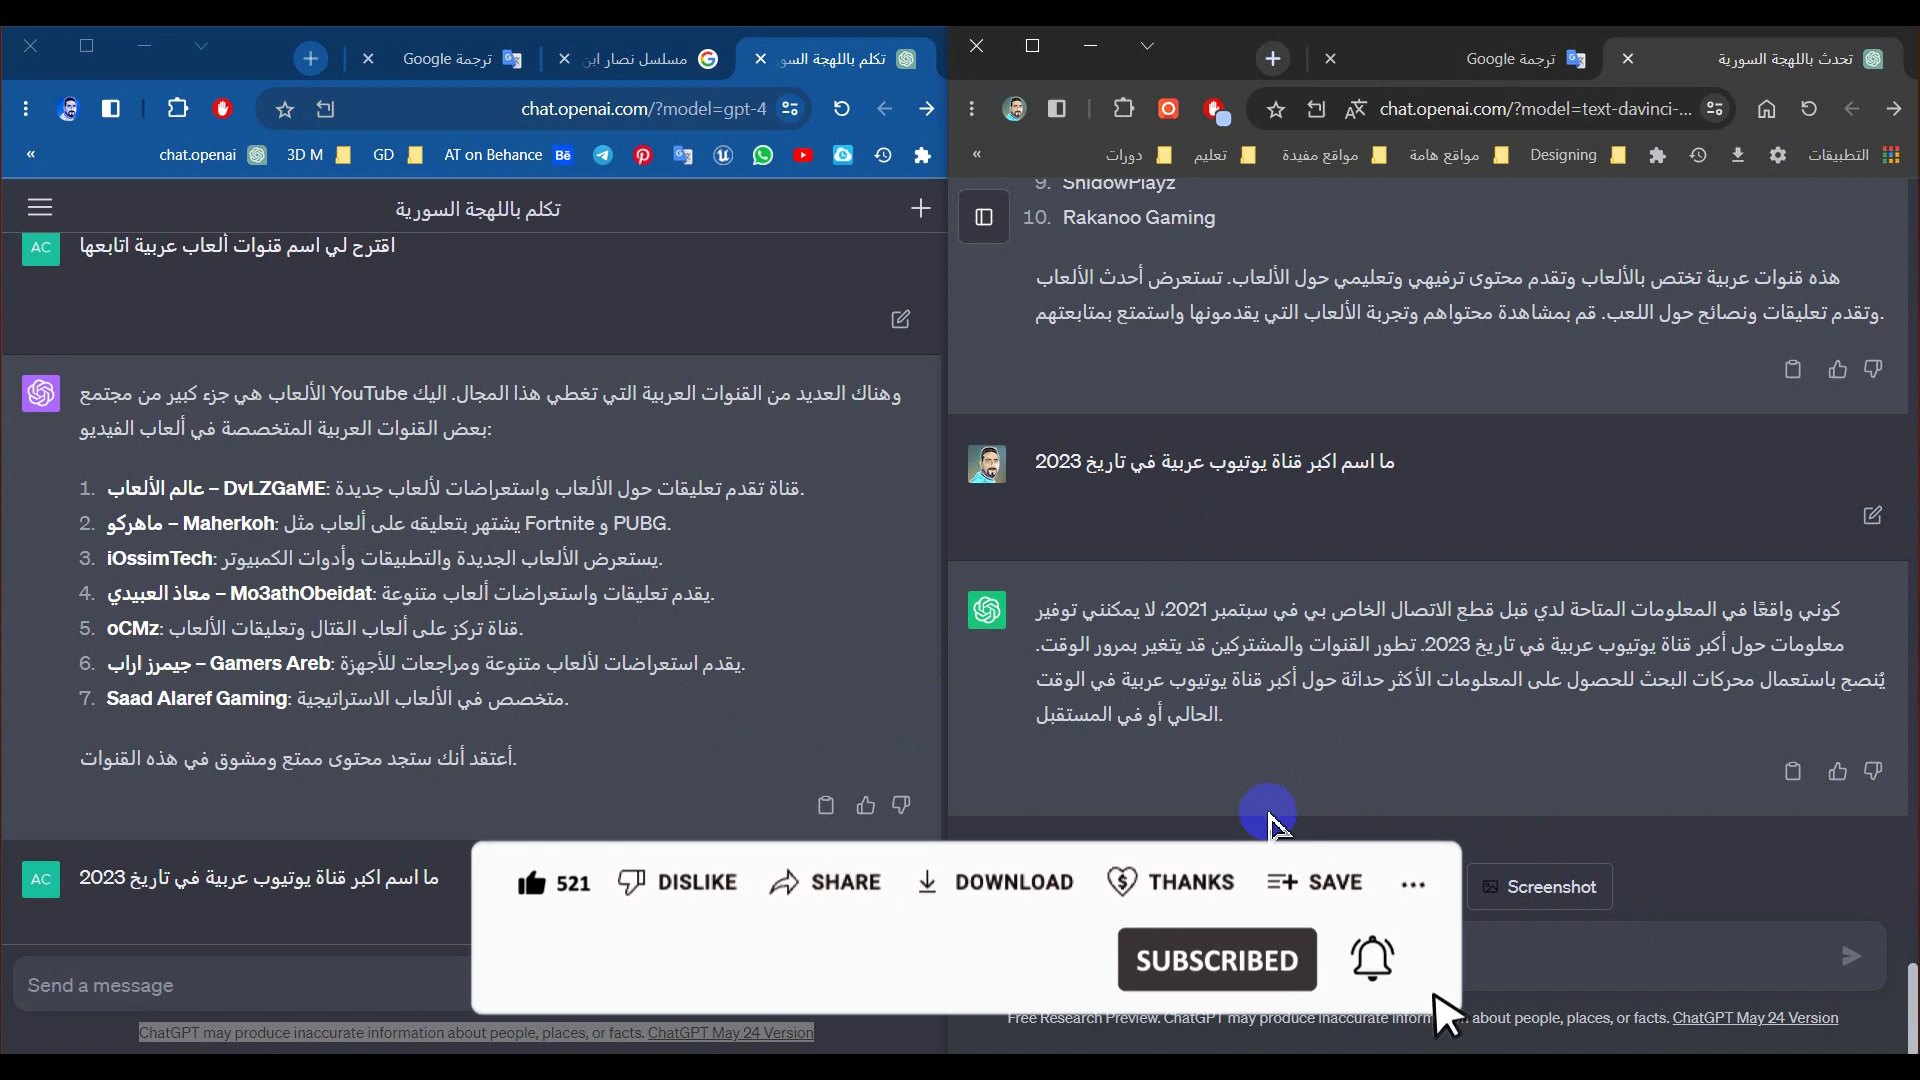 تكلم باللهجة السو
مسلسل نصار ابن
ترجمة Google
chat.openai.com/?model=gpt-4
chat.openai
3D M
GD
AT on Behance
تكلم باللهجة السورية
AC
اقترح لي اسم قنوات ألعاب عربية اتابعها
وهناك العديد من القنوات العربية التي تغطي هذا المجال. اليك YouTube الألعاب هي جزء كبير من مجتمع
بعض القنوات العربية المتخصصة في ألعاب الفيديو:
1. عالم الألعاب – DvLZGaME: قناة تقدم تعليقات حول الألعاب واستعراضات لألعاب جديدة.
2. ماهركو – Maherkoh: يشتهر بتعليقه على ألعاب مثل Fortnite و PUBG.
3. iOssimTech: يستعرض الألعاب الجديدة والتطبيقات وأدوات الكمبيوتر.
4. معاذ العبيدي – Mo3athObeidat: يقدم تعليقات واستعراضات ألعاب متنوعة.
5. oCMz: قناة تركز على ألعاب القتال وتعليقات الألعاب.
6. جيمرز اراب – Gamers Areb: يقدم استعراضات لألعاب متنوعة ومراجعات للأجهزة.
7. Saad Alaref Gaming: متخصص في الألعاب الاستراتيجية.
أعتقد أنك ستجد محتوى ممتع ومشوق في هذه القنوات.
AC
ما اسم اكبر قناة يوتيوب عربية في تاريخ 2023
Send a message
ChatGPT may produce inaccurate information about people, places, or facts. ChatGPT May 24 Version
تحدث باللهجة السورية
ترجمة Google
chat.openai.com/?model=text-davinci-...
التطبيقات
Designing
مواقع هامة
مواقع مفيدة
تعليم
دورات
9. ShidowPlayz
10. Rakanoo Gaming
هذه قنوات عربية تختص بالألعاب وتقدم محتوى ترفيهي وتعليمي حول الألعاب. تستعرض أحدث الألعاب
وتقدم تعليقات ونصائح حول اللعب. قم بمشاهدة محتواهم وتجربة الألعاب التي يقدمونها واستمتع بمتابعتهم.
ما اسم اكبر قناة يوتيوب عربية في تاريخ 2023
كوني واقعًا في المعلومات المتاحة لدي قبل قطع الاتصال الخاص بي في سبتمبر 2021، لا يمكنني توفير
معلومات حول أكبر قناة يوتيوب عربية في تاريخ 2023. تطور القنوات والمشتركين قد يتغير بمرور الوقت.
يُنصح باستعمال محركات البحث للحصول على المعلومات الأكثر حداثة حول أكبر قناة يوتيوب عربية في الوقت
الحالي أو في المستقبل.
Screenshot
Free Research Preview. ChatGPT may produce inaccurate about people, places, or facts. ChatGPT May 24 Version
521 DISLIKE SHARE DOWNLOAD THANKS SAVE ...
SUBSCRIBED